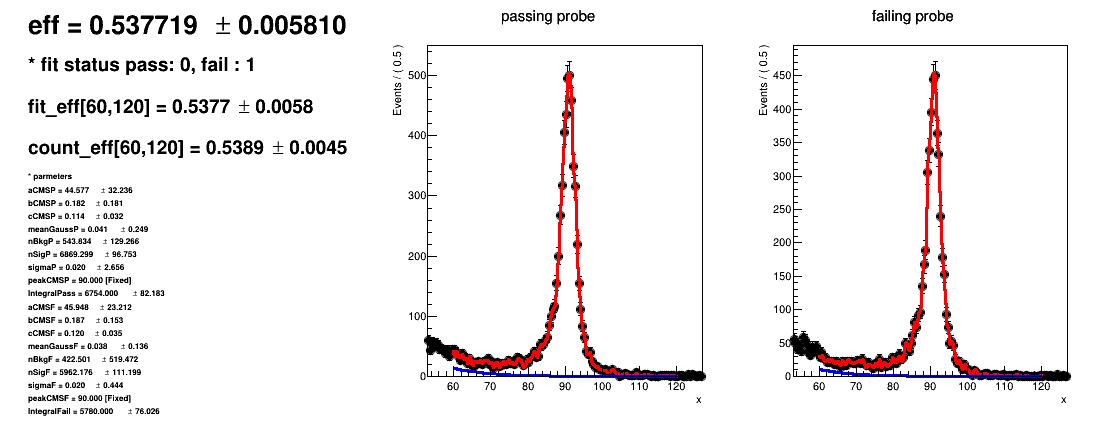 eff = 0.537719 ± 0.005810
* fit status pass: 0, fail : 1
fit_eff[60,120] = 0.5377 ± 0.0058
count_eff[60,120] = 0.5389 ± 0.0045
* parmeters
aCMSP = 44.577 ± 32.236
bCMSP = 0.182 ± 0.181
cCMSP = 0.114 ± 0.032
meanGaussP = 0.041 ± 0.249
nBkgP = 543.834 ± 129.266
nSigP = 6869.299 ± 96.753
sigmaP = 0.020 ± 2.656
peakCMSP = 90.000 [Fixed]
IntegralPass = 6754.000 ± 82.183
aCMSF = 45.948 ± 23.212
bCMSF = 0.187 ± 0.153
cCMSF = 0.120 ± 0.035
meanGaussF = 0.038 ± 0.136
nBkgF = 422.501 ± 519.472
nSigF = 5962.176 ± 111.199
sigmaF = 0.020 ± 0.444
peakCMSF = 90.000 [Fixed]
IntegralFail = 5780.000 ± 76.026
passing probe
Events / ( 0.5 )
500
400
300
200
100
0
60 70 80 90 100 110 120
x
failing probe
Events / ( 0.5 )
450
400
350
300
250
200
150
100
50
0
60 70 80 90 100 110 120
x